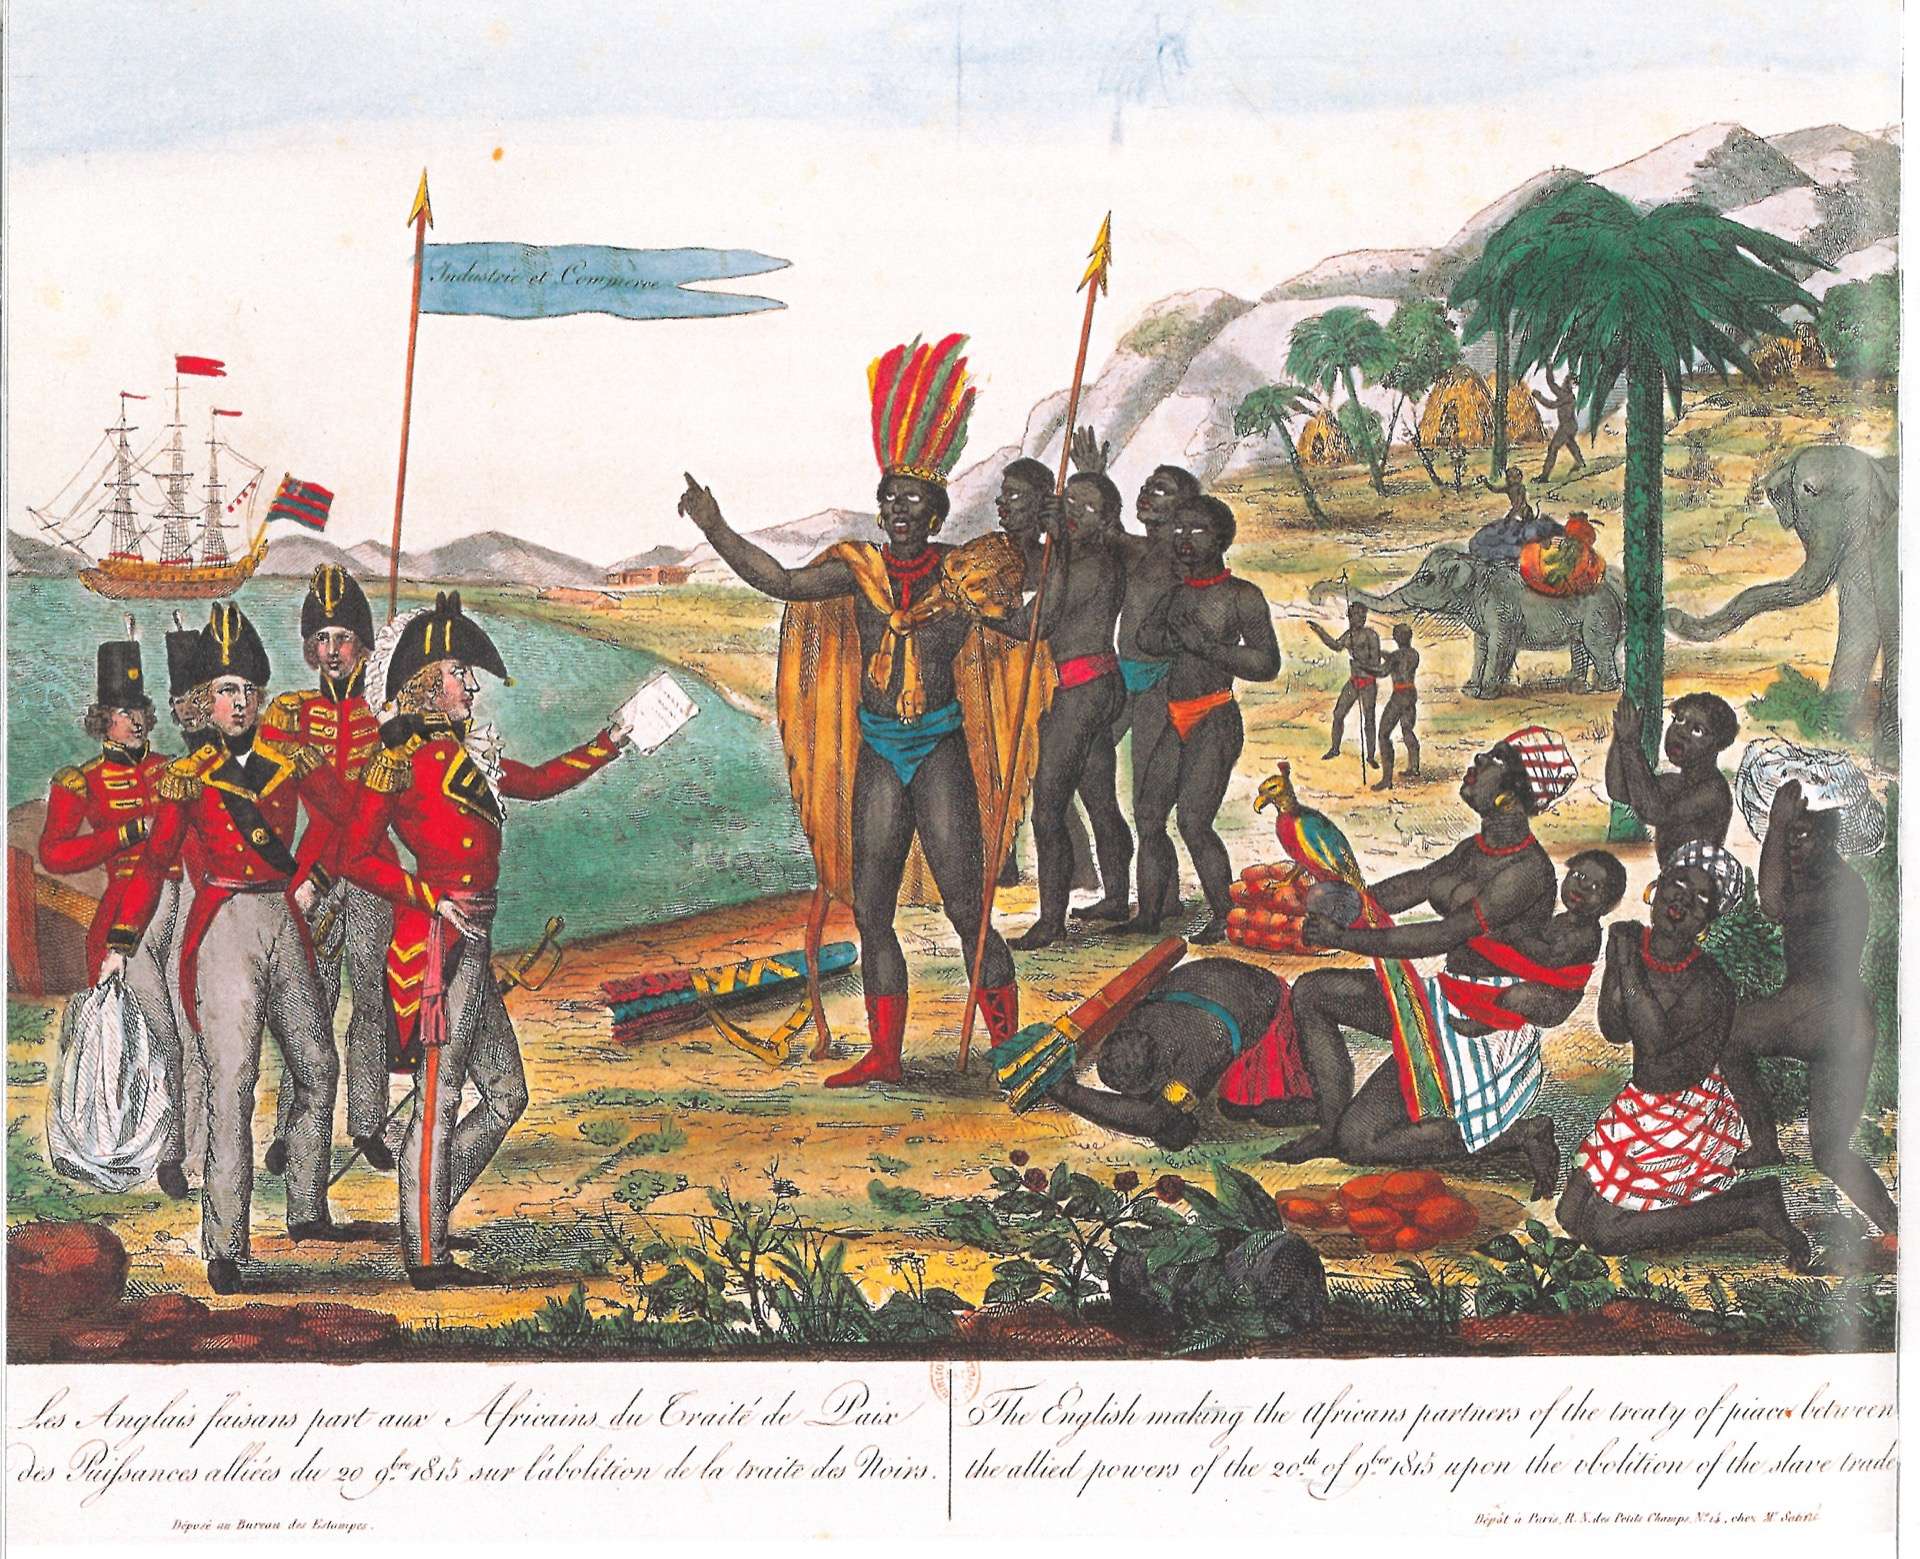 Industrie et Commerce
Les Anglais faisans part aux Africains du Traité de Paix
des Puissances alliées du 20 9.bre 1815 sur l'abolition de la traite des Noirs.
The English making the Africans partners of the treaty of piace between
the allied powers of the 20.th of 9.ber 1815 upon the obolition of the slave trade
Déposé au Bureau des Estampes.
Dépôt à Paris, R. N. des Petits Champs, N.o 14, chez M.r